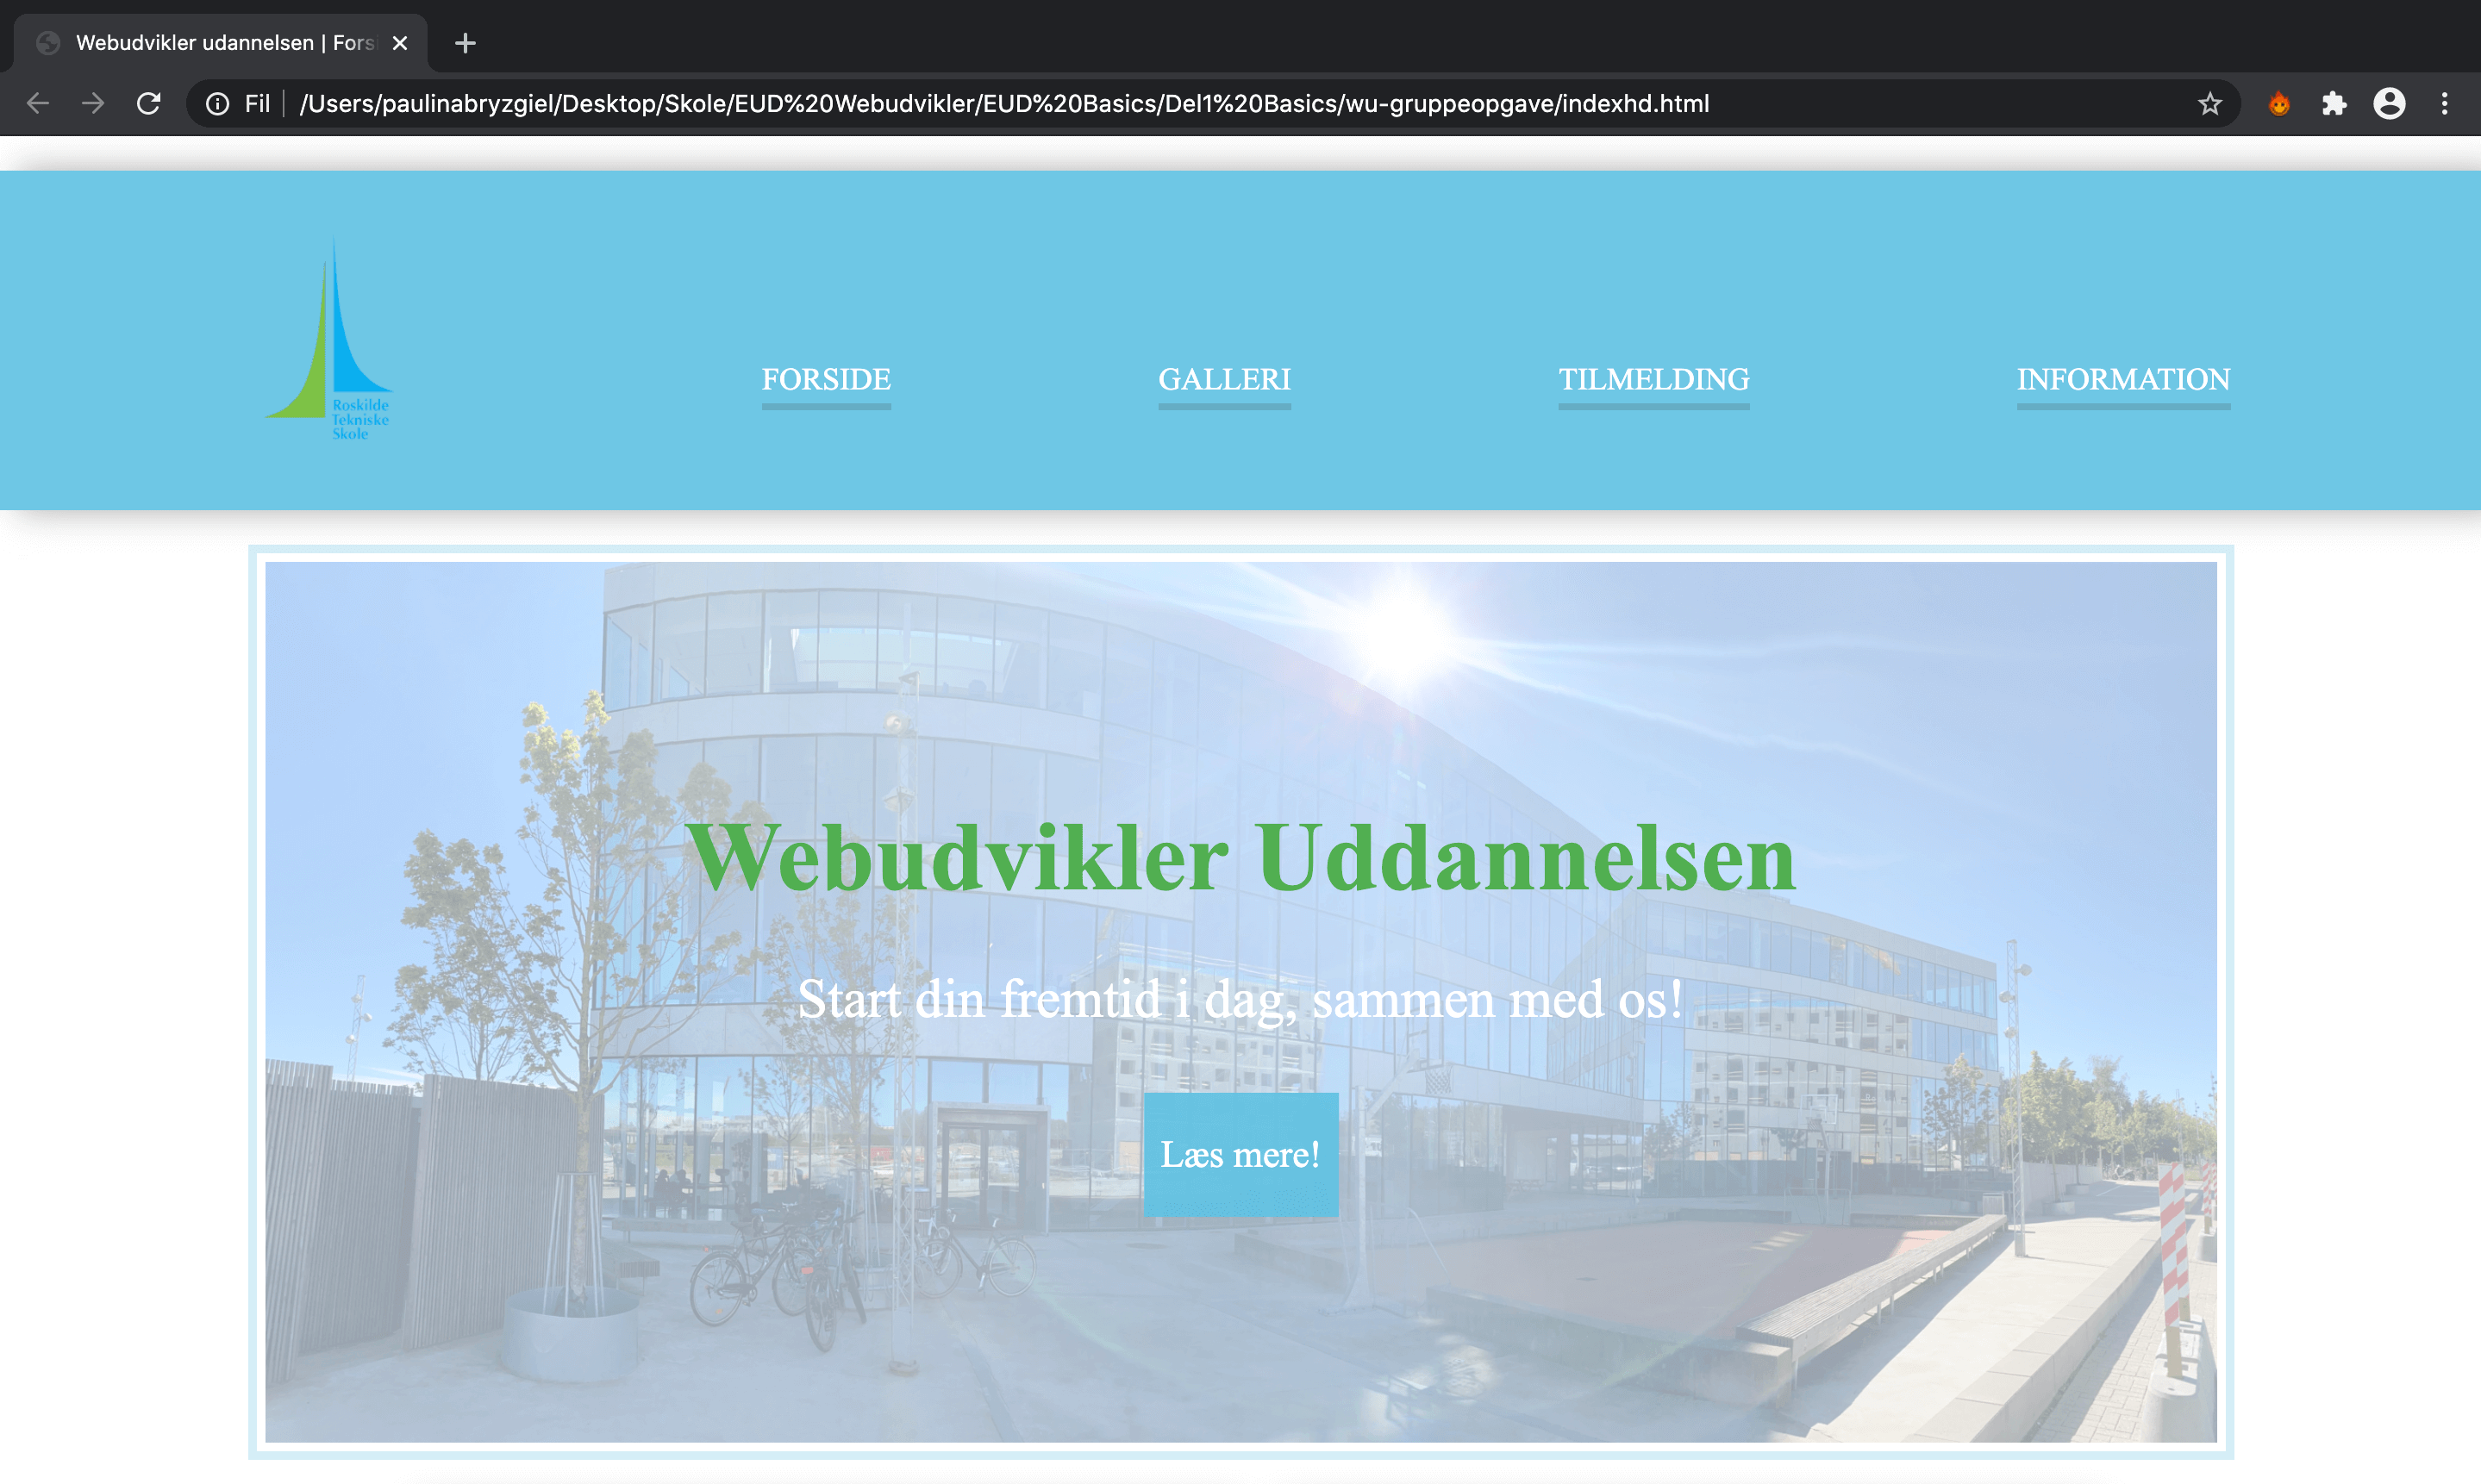 Webudvikler udannelsen | Forsi
Fil
/Users/paulinabryzgiel/Desktop/Skole/EUD%20Webudvikler/EUD%20Basics/Del1%20Basics/wu-gruppeopgave/indexhd.html
Roskilde
Tekniske
Skole
FORSIDE
GALLERI
TILMELDING
INFORMATION
Webudvikler Uddannelsen
Start din fremtid i dag, sammen med os!
Læs mere!